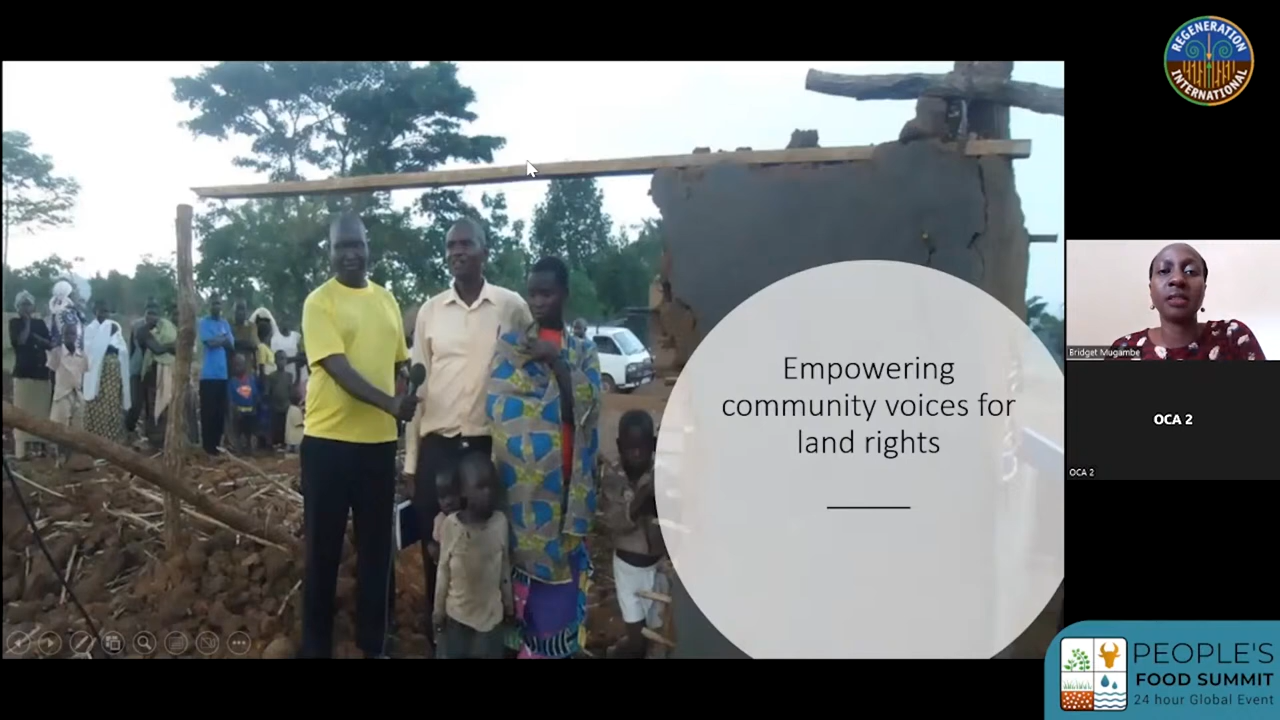 REGENERATION
INTERNATIONAL
Empowering
community voices for
land rights
Bridget Mugambe
OCA 2
OCA 2
PEOPLE'S
FOOD SUMMIT
24 hour Global Event